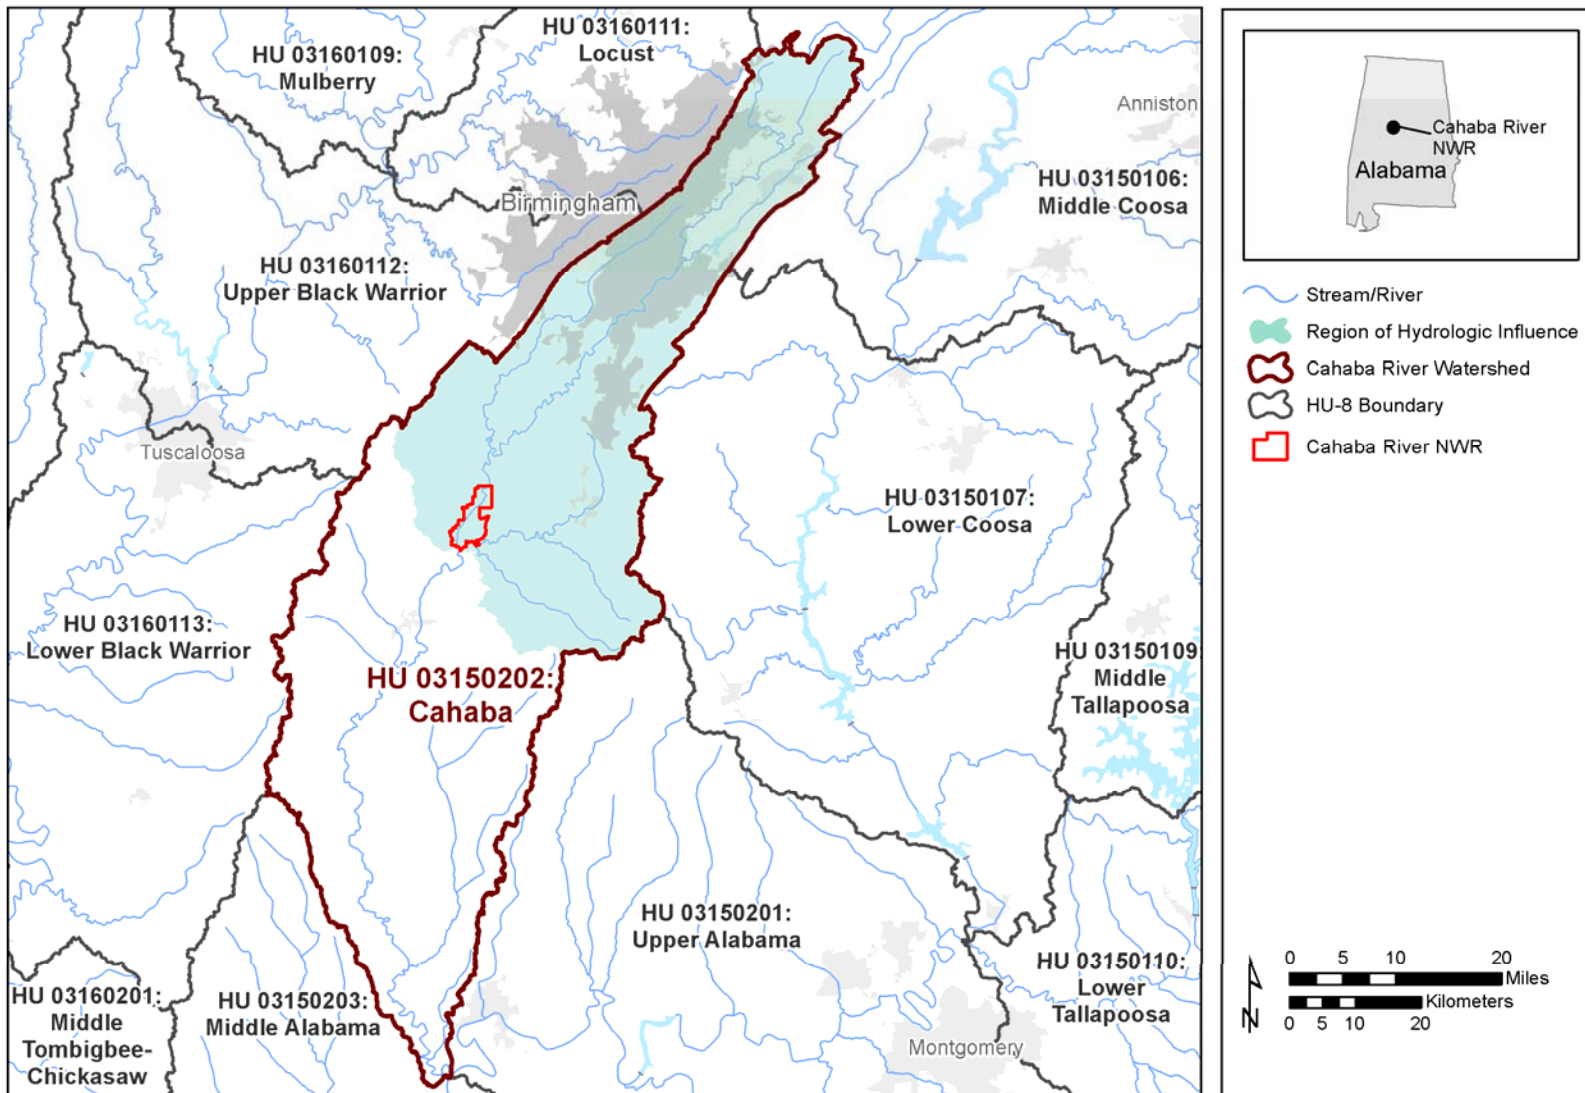 HU 03160109:
Mulberry
HU 03160111:
Locust
Anniston
HU 03150106:
Middle Coosa
Birmingham
HU 03160112:
Upper Black Warrior
Tuscaloosa
HU 03150107:
Lower Coosa
HU 03160113:
Lower Black Warrior
HU 03150202:
Cahaba
HU 03150109:
Middle
Tallapoosa
HU 03150201:
Upper Alabama
HU 03150110:
Lower
Tallapoosa
HU 03160201:
Middle
Tombigbee-
Chickasaw
HU 03150203:
Middle Alabama
Montgomery
Cahaba River
NWR
Alabama
Stream/River
Region of Hydrologic Influence
Cahaba River Watershed
HU-8 Boundary
Cahaba River NWR
0 5 10 20
Miles
Kilometers
0 5 10 20
N